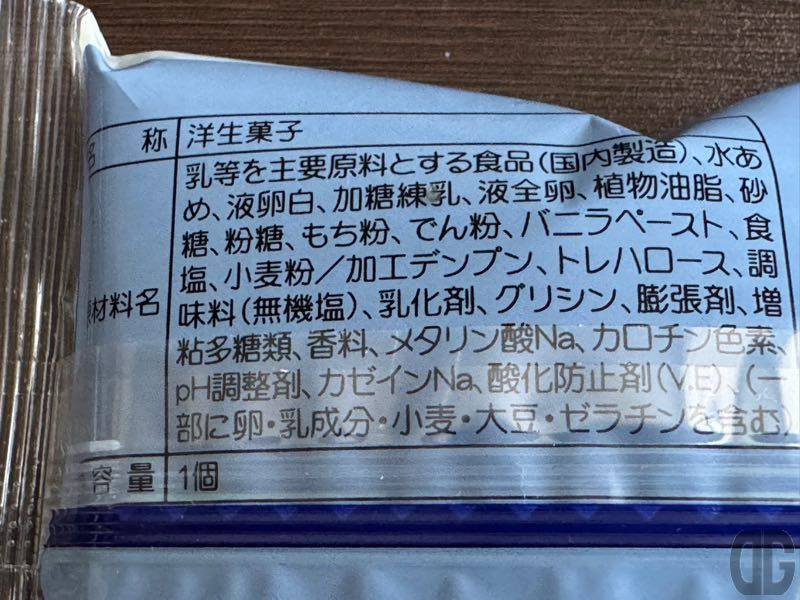 名 称 洋生菓子
乳等を主要原料とする食品(国内製造)、水あ
め、液卵白、加糖練乳、液全卵、植物油脂、砂
糖、粉糖、もち粉、でん粉、バニラペースト、食
塩、小麦粉／加工デンプン、トレハロース、調
材料名 味料(無機塩)、乳化剤、グリシン、膨張剤、増
粘多糖類、香料、メタリン酸Na、カロチン色素、
pH調整剤、カゼインNa、酸化防止剤(V.E)、(一
部に卵・乳成分・小麦・大豆・ゼラチンを含む)
容量 1個
DG